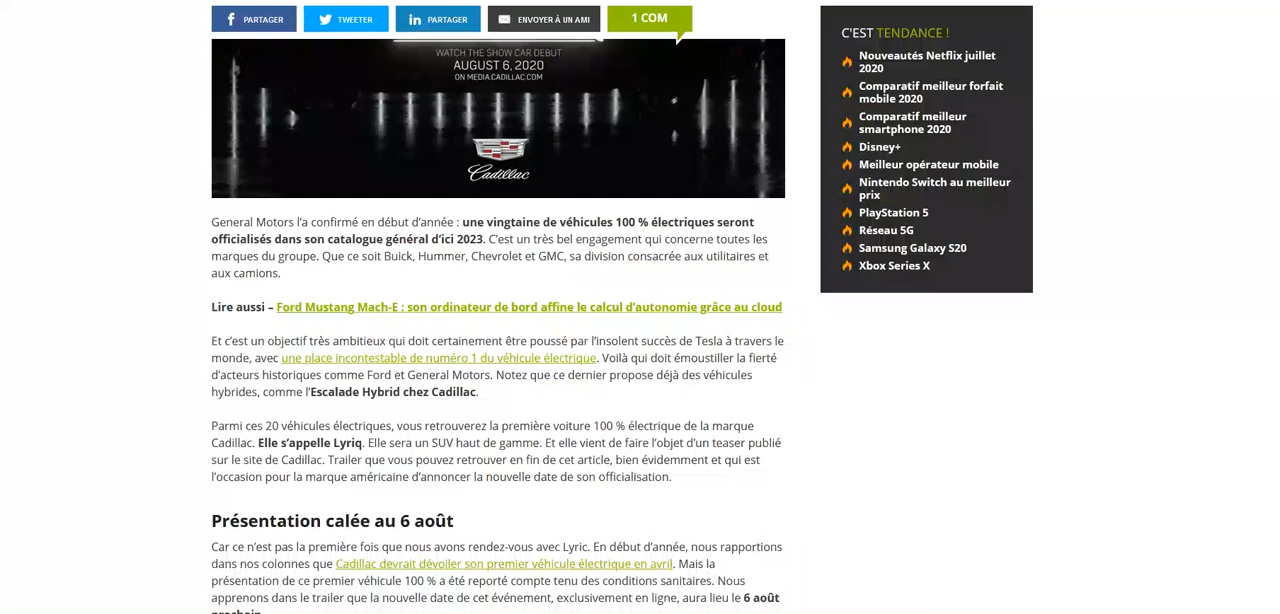 PARTAGER
TWEETER
PARTAGER
ENVOYER À UN AMI
1 COM
WATCH THE SHOW CAR DEBUT
AUGUST 6, 2020
ON MEDIA.CADILLAC.COM
Cadillac
General Motors l’a confirmé en début d’année : une vingtaine de véhicules 100 % électriques seront
officialisés dans son catalogue général d’ici 2023. C’est un très bel engagement qui concerne toutes les
marques du groupe. Que ce soit Buick, Hummer, Chevrolet et GMC, sa division consacrée aux utilitaires et
aux camions.
Lire aussi – Ford Mustang Mach-E : son ordinateur de bord affine le calcul d’autonomie grâce au cloud
Et c’est un objectif très ambitieux qui doit certainement être poussé par l’insolent succès de Tesla à travers le
monde, avec une place incontestable de numéro 1 du véhicule électrique. Voilà qui doit émoustiller la fierté
d’acteurs historiques comme Ford et General Motors. Notez que ce dernier propose déjà des véhicules
hybrides, comme l’Escalade Hybrid chez Cadillac.
Parmi ces 20 véhicules électriques, vous retrouverez la première voiture 100 % électrique de la marque
Cadillac. Elle s’appelle Lyriq. Elle sera un SUV haut de gamme. Et elle vient de faire l’objet d’un teaser publié
sur le site de Cadillac. Trailer que vous pouvez retrouver en fin de cet article, bien évidemment et qui est
l’occasion pour la marque américaine d’annoncer la nouvelle date de son officialisation.
Présentation calée au 6 août
Car ce n’est pas la première fois que nous avons rendez-vous avec Lyric. En début d’année, nous rapportions
dans nos colonnes que Cadillac devrait dévoiler son premier véhicule électrique en avril. Mais la
présentation de ce premier véhicule 100 % a été reporté compte tenu des conditions sanitaires. Nous
apprenons dans le trailer que la nouvelle date de cet événement, exclusivement en ligne, aura lieu le 6 août
prochain
C'EST TENDANCE !
Nouveautés Netflix juillet
2020
Comparatif meilleur forfait
mobile 2020
Comparatif meilleur
smartphone 2020
Disney+
Meilleur opérateur mobile
Nintendo Switch au meilleur
prix
PlayStation 5
Réseau 5G
Samsung Galaxy S20
Xbox Series X